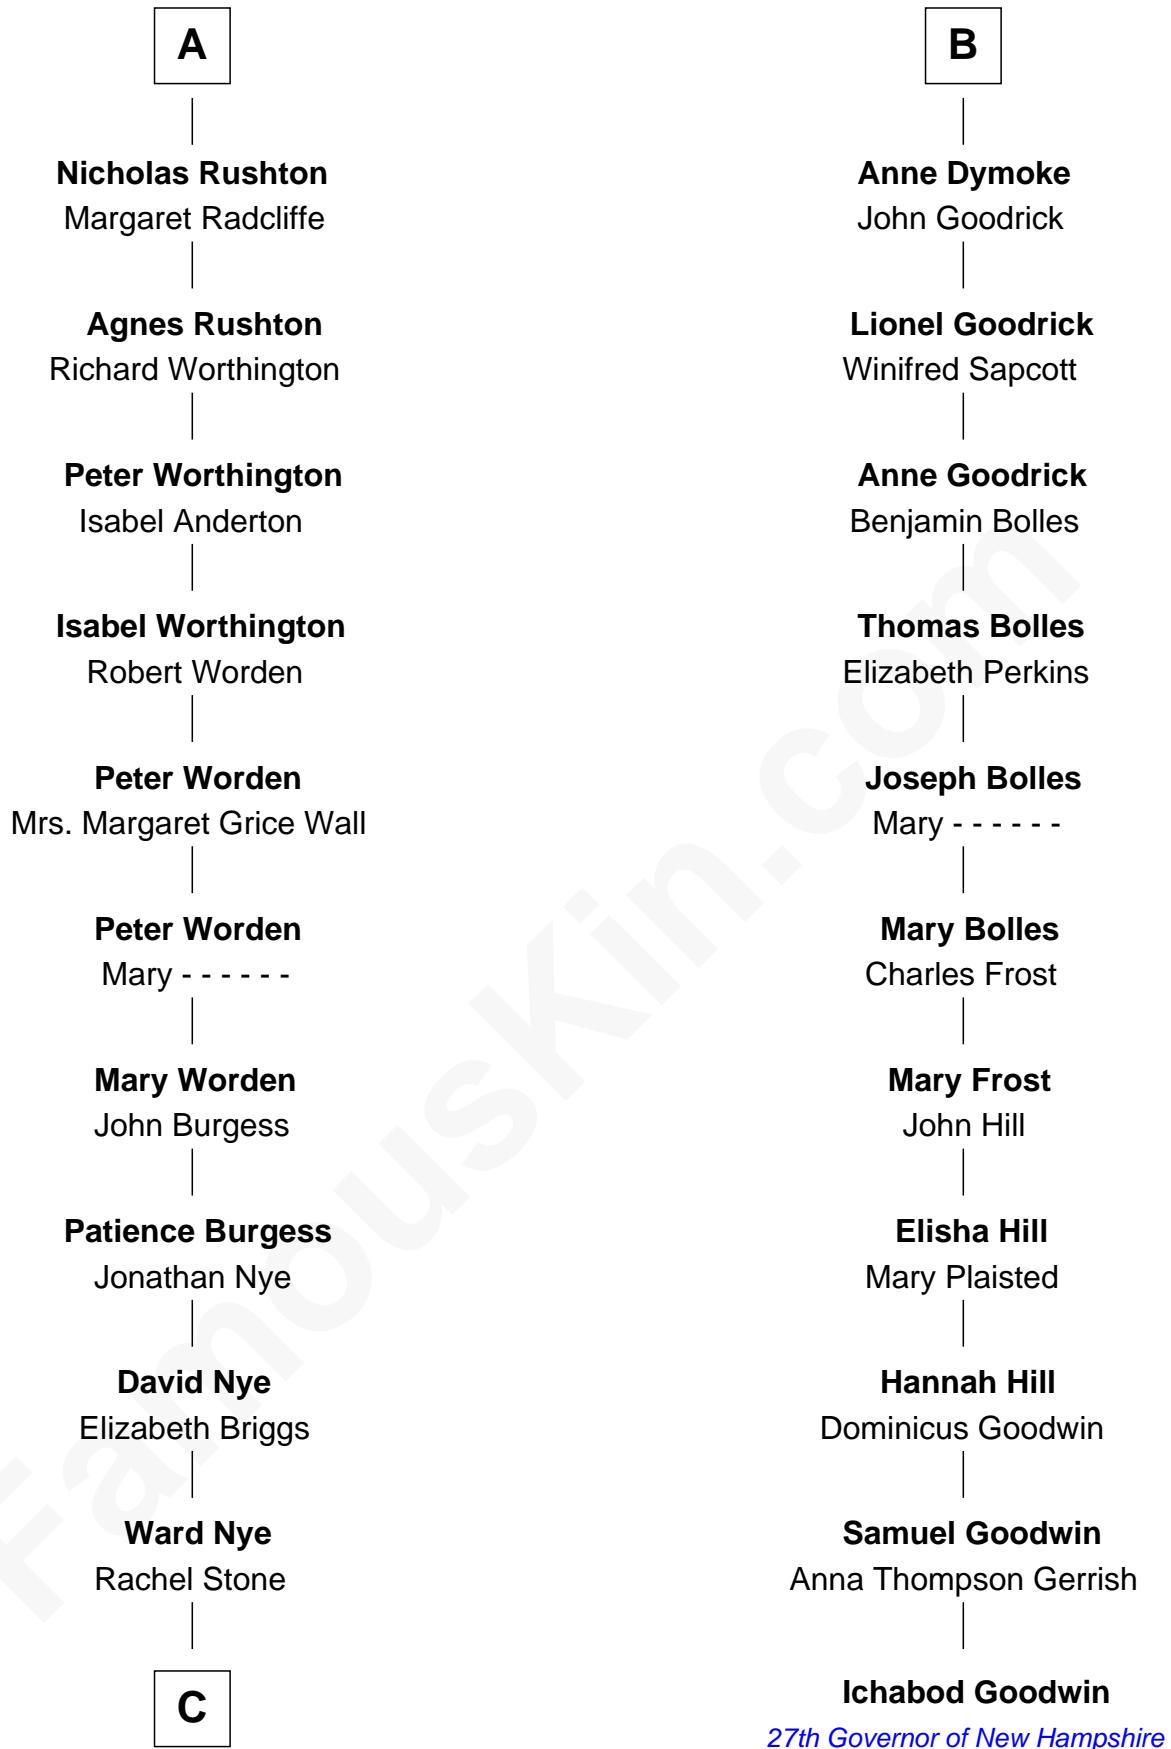 A
Nicholas Rushton
Margaret Radcliffe
Agnes Rushton
Richard Worthington
Peter Worthington
Isabel Anderton
Isabel Worthington
Robert Worden
Peter Worden
Mrs. Margaret Grice Wall
Peter Worden
Mary - - - - - -
Mary Worden
John Burgess
Patience Burgess
Jonathan Nye
David Nye
Elizabeth Briggs
Ward Nye
Rachel Stone
C
B
Anne Dymoke
John Goodrick
Lionel Goodrick
Winifred Sapcott
Anne Goodrick
Benjamin Bolles
Thomas Bolles
Elizabeth Perkins
Joseph Bolles
Mary - - - - - -
Mary Bolles
Charles Frost
Mary Frost
John Hill
Elisha Hill
Mary Plaisted
Hannah Hill
Dominicus Goodwin
Samuel Goodwin
Anna Thompson Gerrish
Ichabod Goodwin
27th Governor of New Hampshire
FamousKin.com